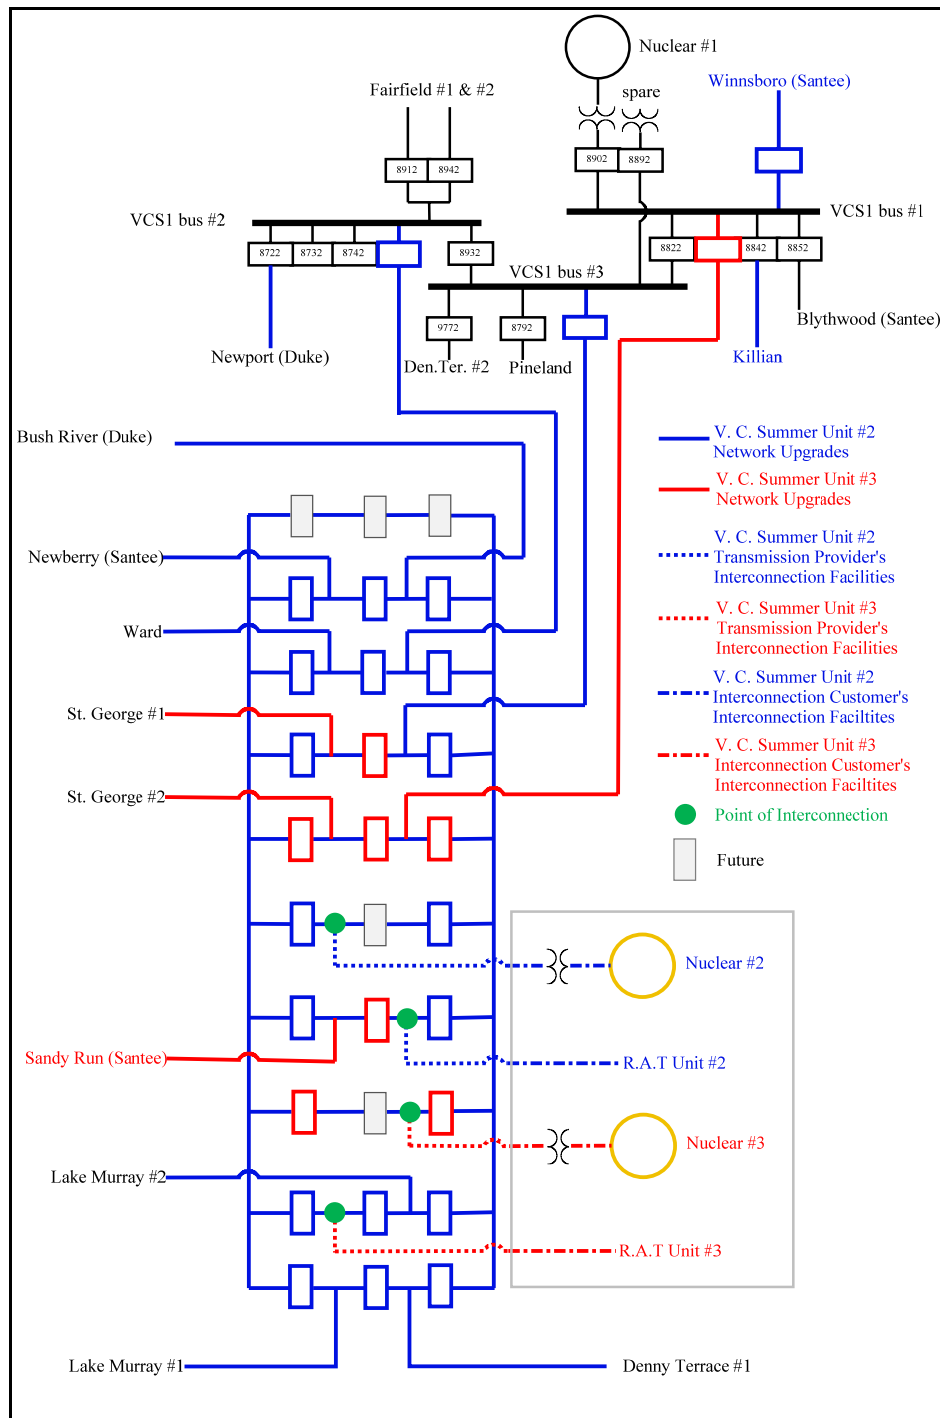 Nuclear #1
Winnsboro (Santee)
Fairfield #1 & #2
spare
8902
8892
8912
8942
VCS1 bus #2
VCS1 bus #1
8722
8732
8742
8932
8822
8842
8852
VCS1 bus #3
9772
8792
Blythwood (Santee)
Newport (Duke)
Den.Ter. #2
Pineland
Killian
Bush River (Duke)
V. C. Summer Unit #2
Network Upgrades
V. C. Summer Unit #3
Network Upgrades
Newberry (Santee)
V. C. Summer Unit #2
Transmission Provider's
Interconnection Facilities
Ward
V. C. Summer Unit #3
Transmission Provider's
Interconnection Facilities
St. George #1
V. C. Summer Unit #2
Interconnection Customer's
Interconnection Faciltites
V. C. Summer Unit #3
Interconnection Customer's
Interconnection Faciltites
St. George #2
Point of Interconnection
Future
Nuclear #2
Sandy Run (Santee)
R.A.T Unit #2
Nuclear #3
Lake Murray #2
R.A.T Unit #3
Lake Murray #1
Denny Terrace #1